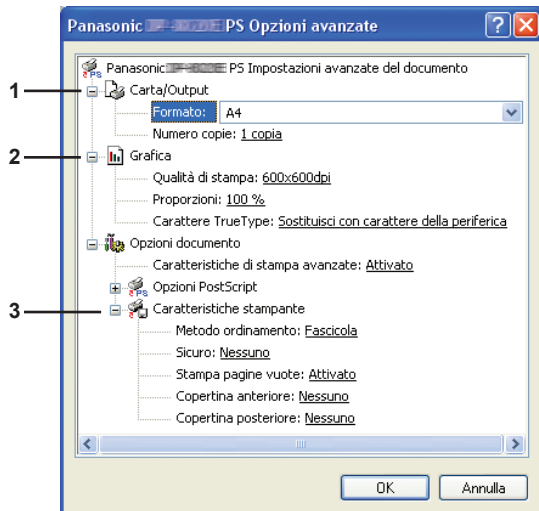 Panasonic PS Opzioni avanzate
Panasonic PS Impostazioni avanzate del documento
1
Carta/Output
Formato: A4
Numero copie: 1 copia
2
Grafica
Qualità di stampa: 600x600dpi
Proporzioni: 100 %
Carattere TrueType: Sostituisci con carattere della periferica
Opzioni documento
Caratteristiche di stampa avanzate: Attivato
Opzioni PostScript
3
Caratteristiche stampante
Metodo ordinamento: Fascicola
Sicuro: Nessuno
Stampa pagine vuote: Attivato
Copertina anteriore: Nessuno
Copertina posteriore: Nessuno
OK
Annulla